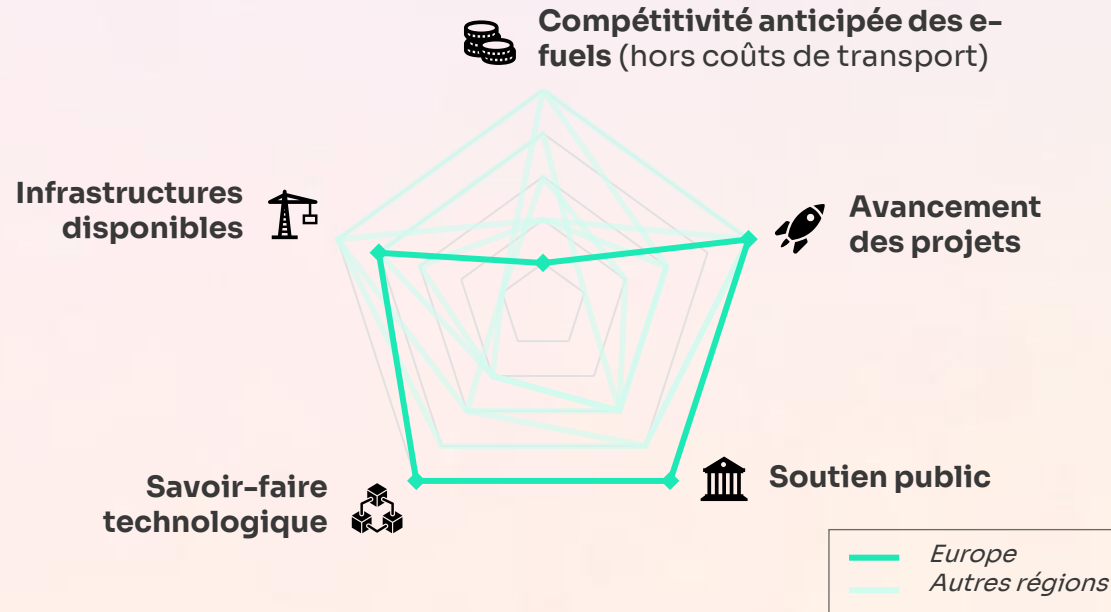 Compétitivité anticipée des e-
fuels (hors coûts de transport)
Infrastructures
disponibles
Avancement
des projets
Savoir-faire
technologique
Soutien public
Europe
Autres régions